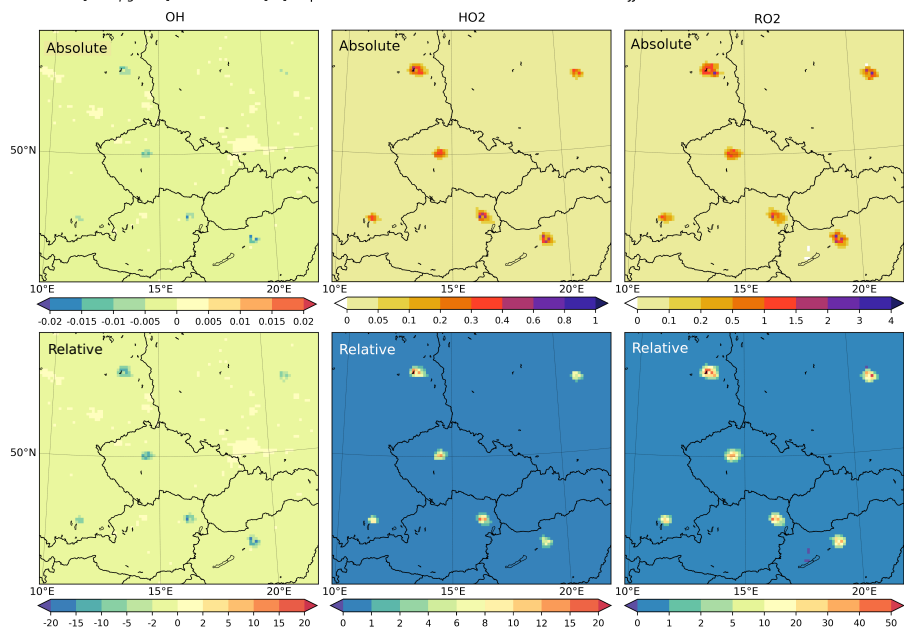 OH HO2 RO2
Absolute Absolute Absolute
50°N
10°E 15°E 20°E 10°E 15°E 20°E 10°E 15°E 20°E
-0.02 -0.015 -0.01 -0.005 0 0.005 0.01 0.015 0.02 0 0.05 0.1 0.2 0.3 0.4 0.6 0.8 1 0 0.1 0.2 0.5 1 1.5 2 3 4
Relative Relative Relative
50°N
10°E 15°E 20°E 10°E 15°E 20°E 10°E 15°E 20°E
-20 -15 -10 -5 -2 0 2 5 10 15 20 0 1 2 4 6 8 10 12 15 20 0 1 2 5 10 20 30 40 50